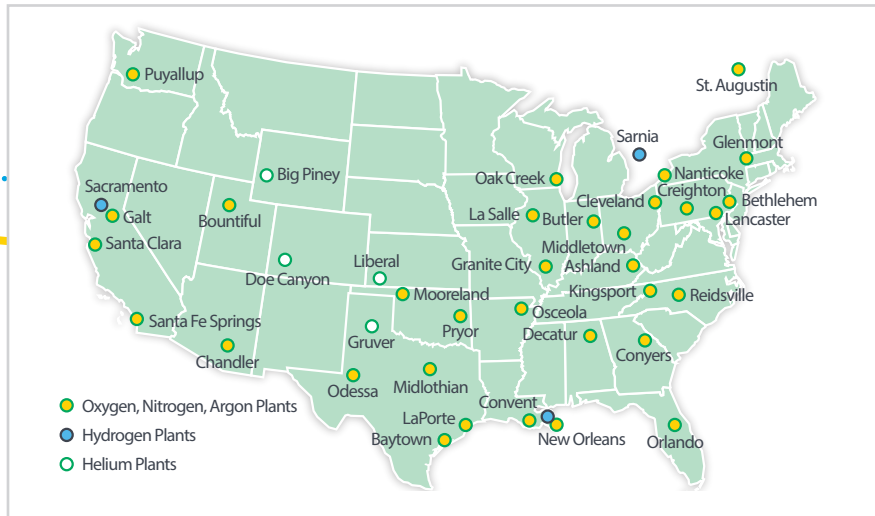 Puyallup
St. Augustin
Sarnia
Glenmont
Big Piney
Oak Creek
Nanticoke
Sacramento
Cleveland
Creighton
Bethlehem
Galt
Bountiful
La Salle
Butler
Lancaster
Santa Clara
Middletown
Doe Canyon
Liberal
Granite City
Ashland
Mooreland
Kingsport
Reidsville
Osceola
Santa Fe Springs
Gruver
Pryor
Decatur
Conyers
Chandler
Odessa
Midlothian
Oxygen, Nitrogen, Argon Plants
Convent
LaPorte
Hydrogen Plants
Baytown
New Orleans
Orlando
Helium Plants